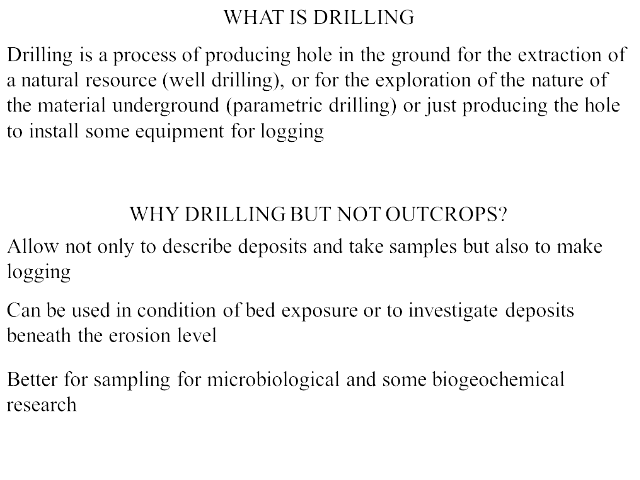 WHAT IS DRILLING
Drilling is a process of producing hole in the ground for the extraction of
a natural resource (well drilling), or for the exploration of the nature of
the material underground (parametric drilling) or just producing the hole
to install some equipment for logging
WHY DRILLING BUT NOT OUTCROPS?
Allow not only to describe deposits and take samples but also to make
logging
Can be used in condition of bed exposure or to investigate deposits
beneath the erosion level
Better for sampling for microbiological and some biogeochemical
research